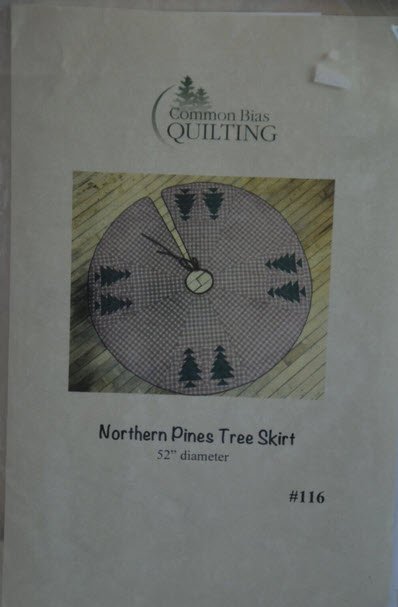 Common Bias
QUILTING
Northern Pines Tree Skirt
52" diameter
#116